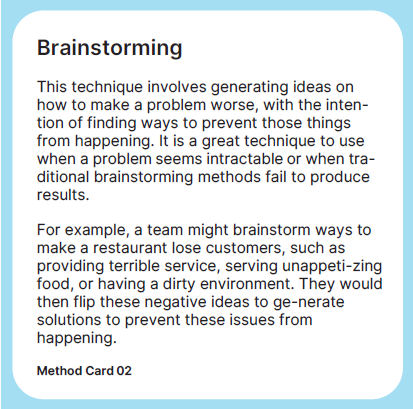 Brainstorming
This technique involves generating ideas on
how to make a problem worse, with the inten-
tion of finding ways to prevent those things
from happening. It is a great technique to use
when a problem seems intractable or when tra-
ditional brainstorming methods fail to produce
results.
For example, a team might brainstorm ways to
make a restaurant lose customers, such as
providing terrible service, serving unappeti-zing
food, or having a dirty environment. They would
then flip these negative ideas to ge-nerate
solutions to prevent these issues from
happening.
Method Card 02